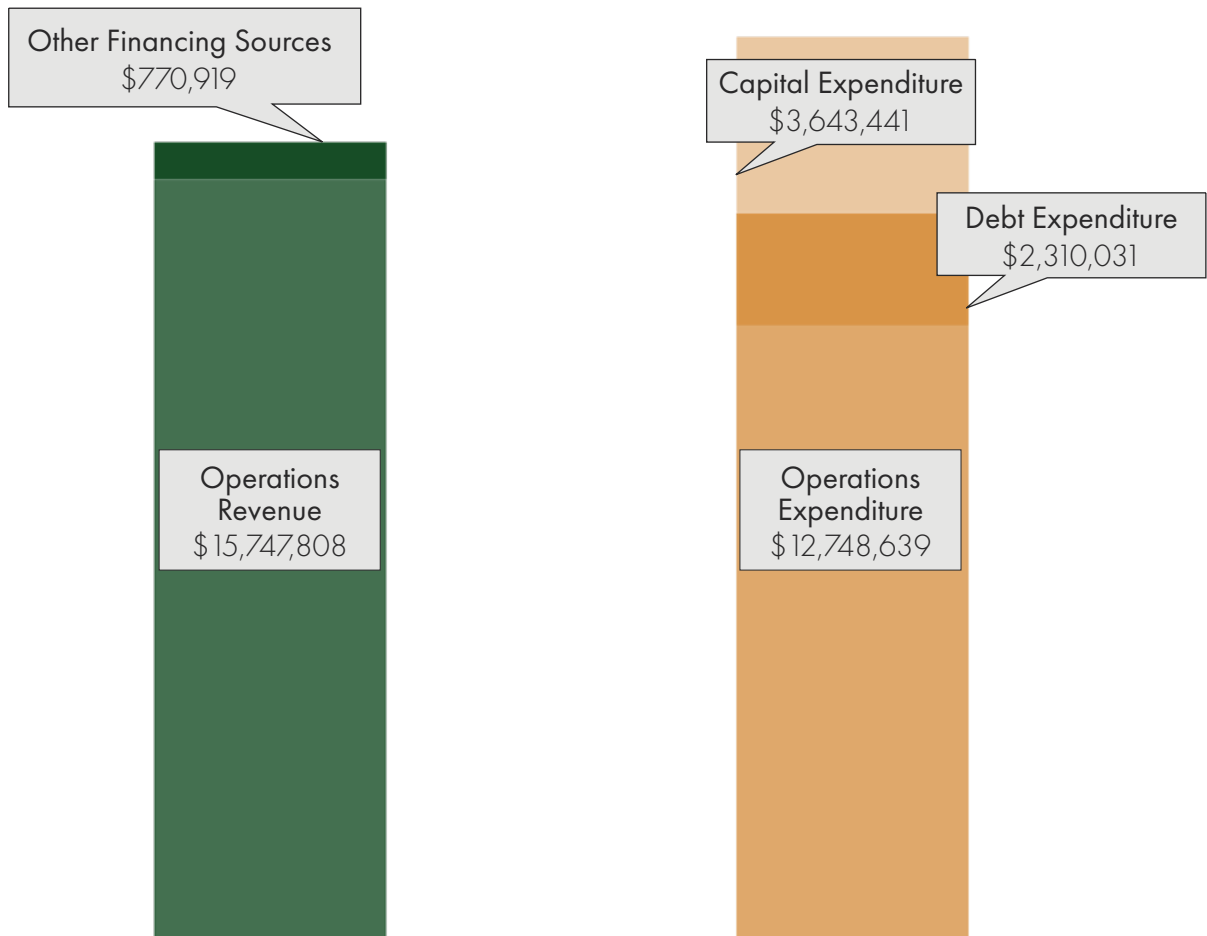 Other Financing Sources
$770,919
Capital Expenditure
$3,643,441
Debt Expenditure
$2,310,031
Operations
Revenue
$15,747,808
Operations
Expenditure
$12,748,639